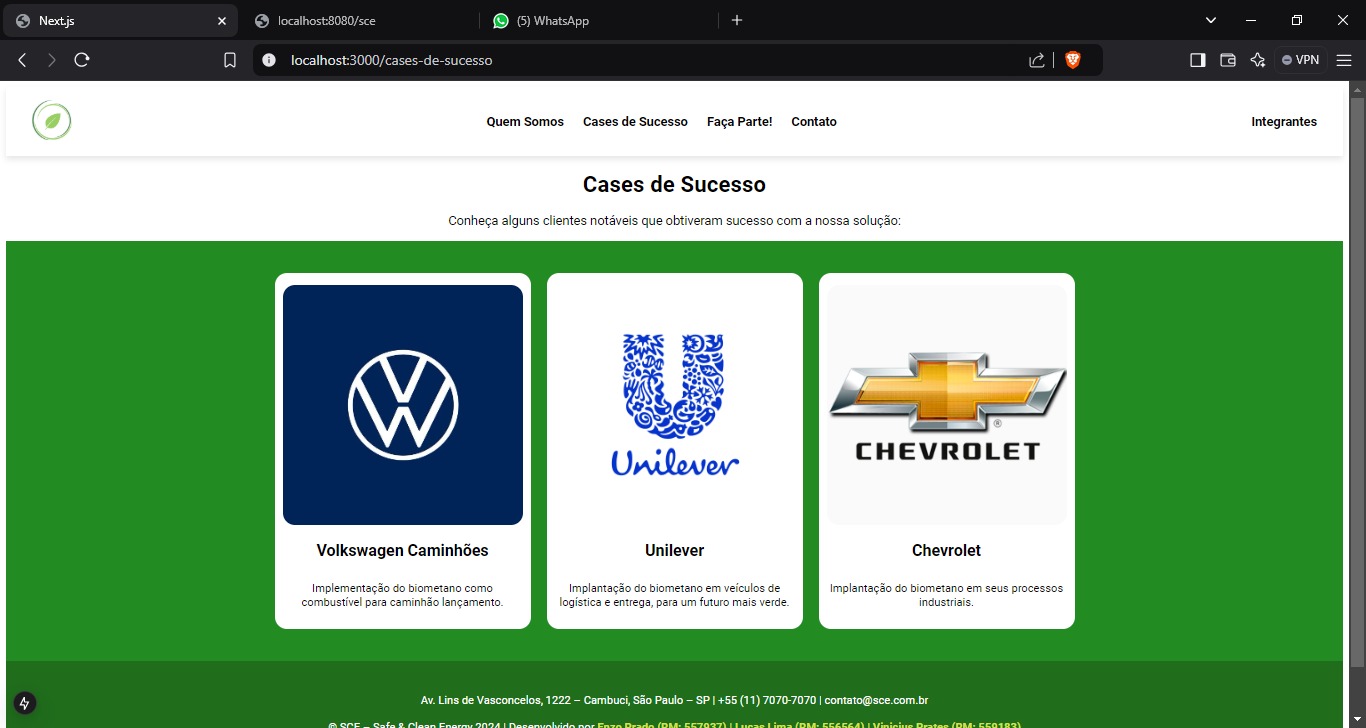 Next.js
localhost:8080/sce
(5) WhatsApp
localhost:3000/cases-de-sucesso
VPN
Quem Somos
Cases de Sucesso
Faça Parte!
Contato
Integrantes
Cases de Sucesso
Conheça alguns clientes notáveis que obtiveram sucesso com a nossa solução:
Unilever
CHEVROLET
Volkswagen Caminhões
Implementação do biometano como
combustível para caminhão lançamento.
Unilever
Implantação do biometano em veículos de
logística e entrega, para um futuro mais verde.
Chevrolet
Implantação do biometano em seus processos
industriais.
Av. Lins de Vasconcelos, 1222 – Cambuci, São Paulo – SP | +55 (11) 7070-7070 | contato@sce.com.br
© SCE – Safe & Clean Energy 2024 | Desenvolvido por Enzo Prado (RM: 557937) | Lucas Lima (RM: 556564) | Vinicius Prates (RM: 559183)